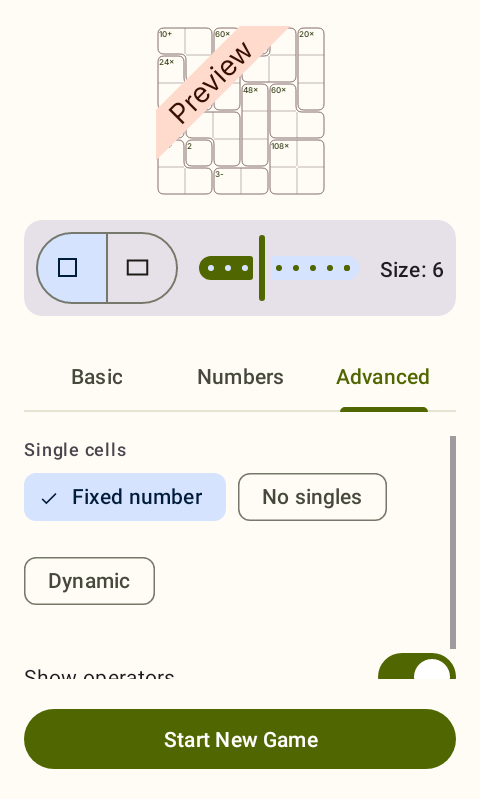 10+ 60× 20×
Preview
24×
48× 60×
2 108×
3-
Size: 6
Basic Numbers Advanced
Single cells
Fixed number No singles
Dynamic
Show operators
Start New Game